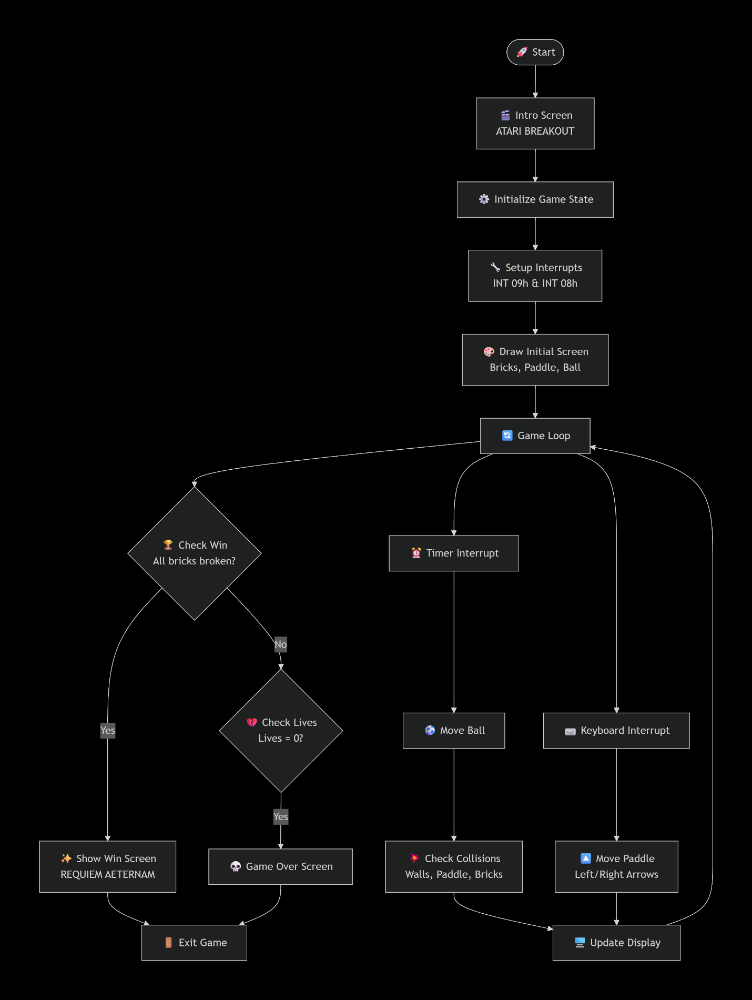 🚀 Start
🎬 Intro Screen
ATARI BREAKOUT
⚙️ Initialize Game State
🔧 Setup Interrupts
INT 09h & INT 08h
🎨 Draw Initial Screen
Bricks, Paddle, Ball
🔄 Game Loop
🏆 Check Win
All bricks broken?
⏰ Timer Interrupt
No
Yes
💔 Check Lives
Lives = 0?
🌍 Move Ball
⌨️ Keyboard Interrupt
Yes
✨ Show Win Screen
REQUIEM AETERNAM
💀 Game Over Screen
💥 Check Collisions
Walls, Paddle, Bricks
🔼 Move Paddle
Left/Right Arrows
🚪 Exit Game
🖥️ Update Display